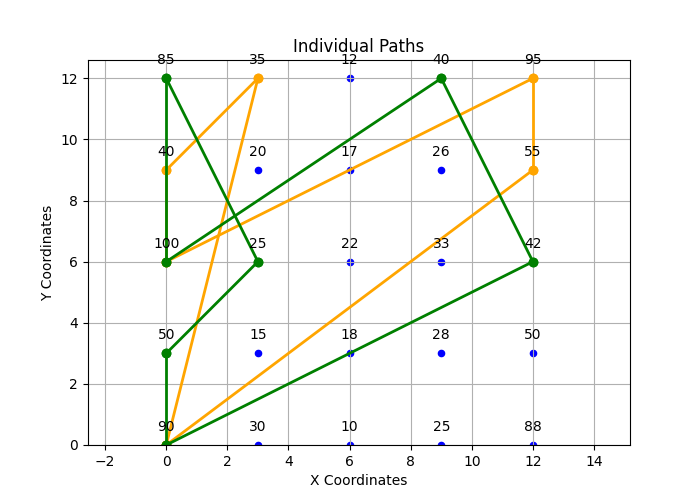 Individual Paths
85 35 12 40 95
12
10
40 20 17 26 55
8
Y Coordinates
100 25 22 33 42
6
4
50 15 18 28 50
2
90 30 10 25 88
0
−2 0 2 4 6 8 10 12 14
X Coordinates